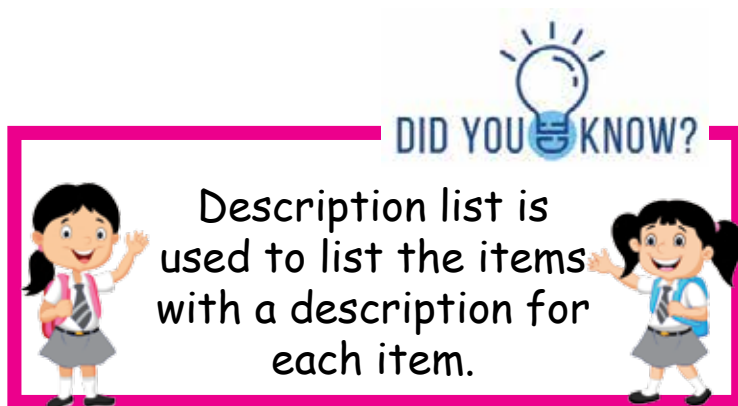 DID YOU KNOW?
Description list is
used to list the items
with a description for
each item.